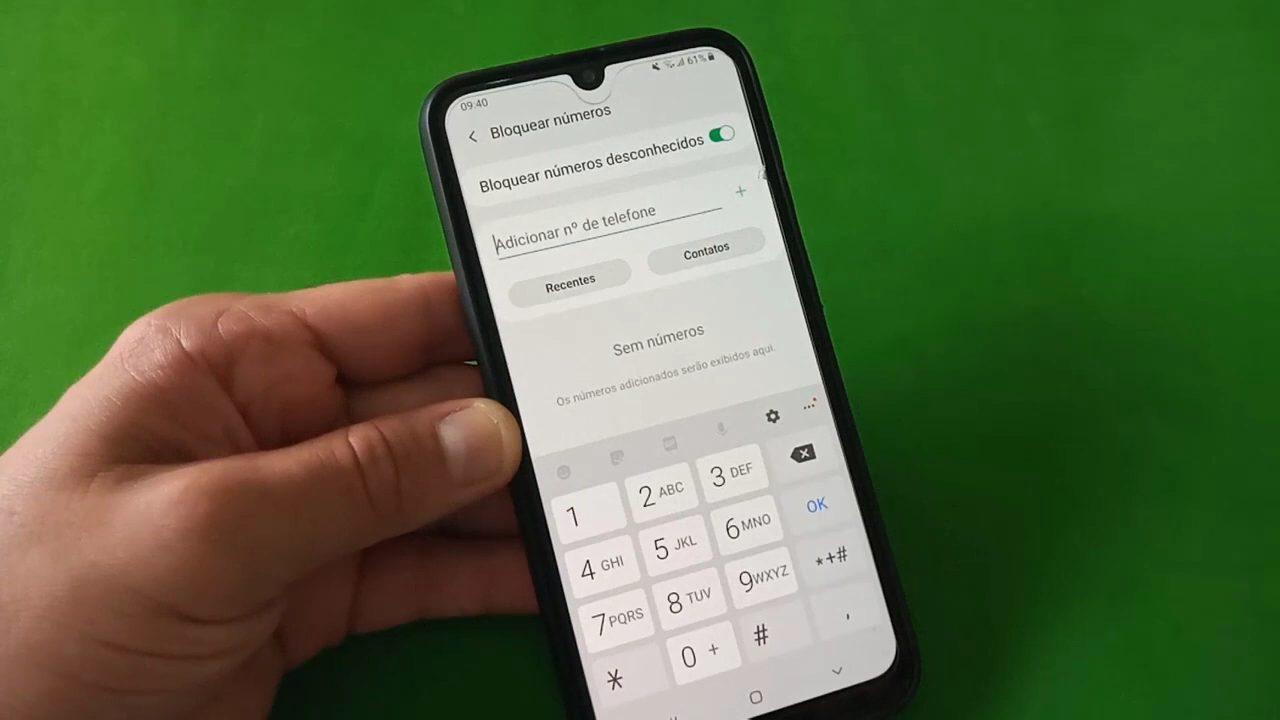 09:40
61%
Bloquear números
Bloquear números desconhecidos
Adicionar nº de telefone
+
Recentes
Contatos
Sem números
Os números adicionados serão exibidos aqui.
1
2 ABC
3 DEF
4 GHI
5 JKL
6 MNO
OK
7 PQRS
8 TUV
9 WXYZ
*+#
*
0 +
#
,